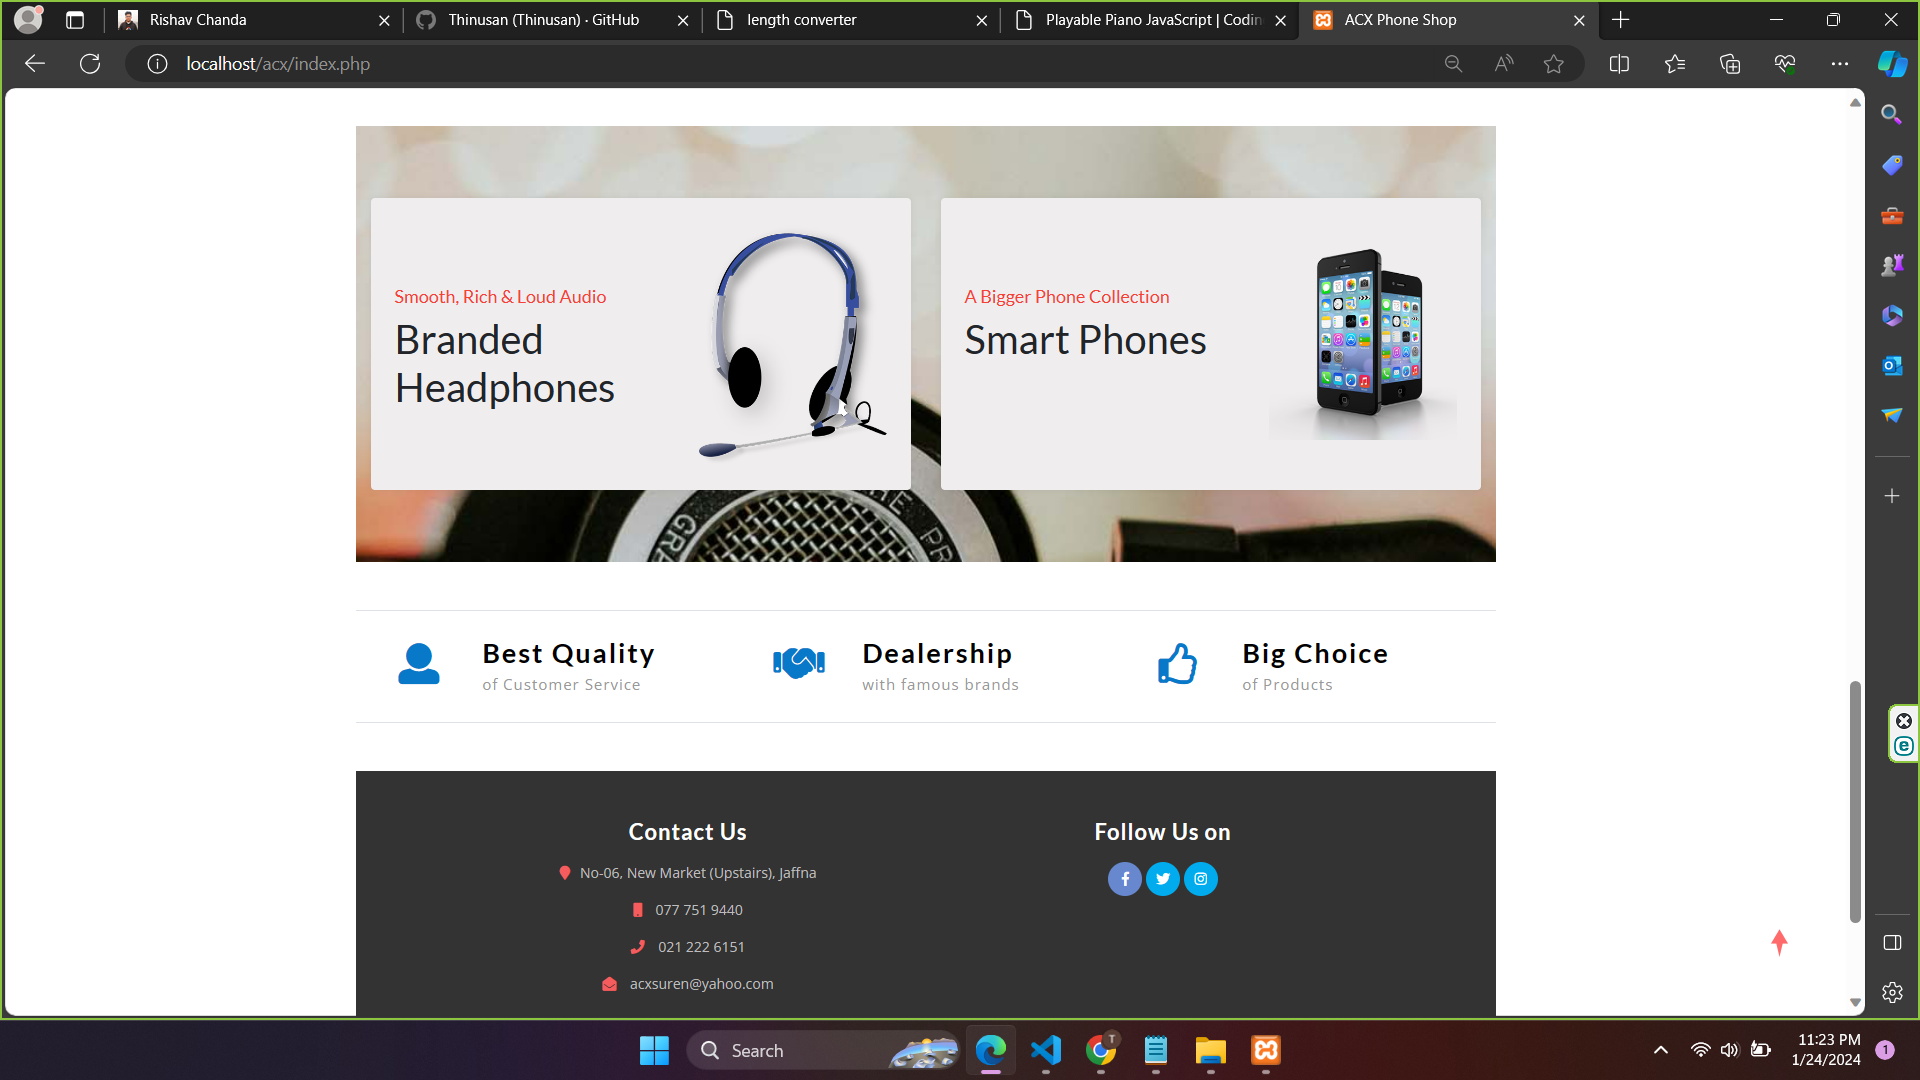 Rishav Chanda
Thinusan (Thinusan) · GitHub
length converter
Playable Piano JavaScript | Codin
ACX Phone Shop
localhost/acx/index.php
Smooth, Rich & Loud Audio
Branded
Headphones
A Bigger Phone Collection
Smart Phones
Best Quality
of Customer Service
Dealership
with famous brands
Big Choice
of Products
Contact Us
No-06, New Market (Upstairs), Jaffna
077 751 9440
021 222 6151
acxsuren@yahoo.com
Follow Us on
Search
T
11:23 PM
1/24/2024
1